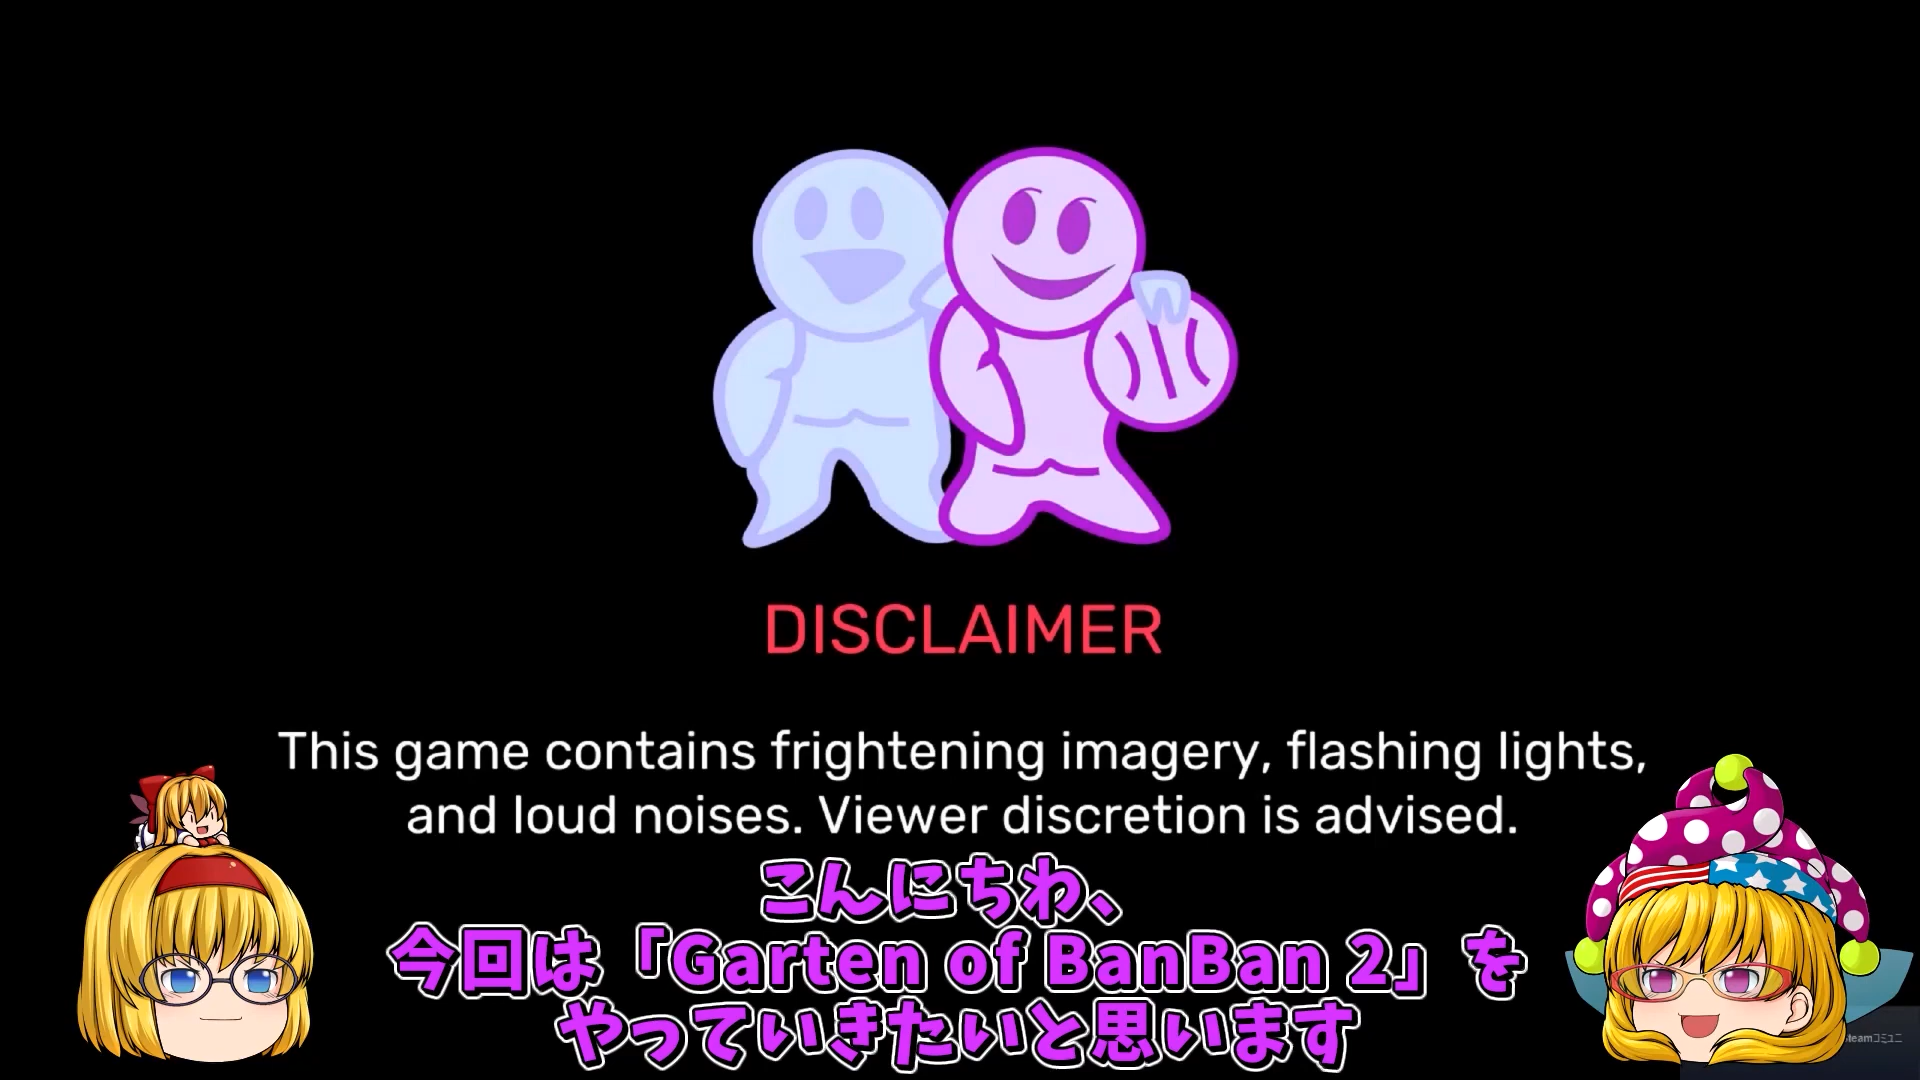 DISCLAIMER
This game contains frightening imagery, flashing lights,
and loud noises. Viewer discretion is advised.
こんにちわ、
今回は「Garten of BanBan 2」を
やっていきたいと思います